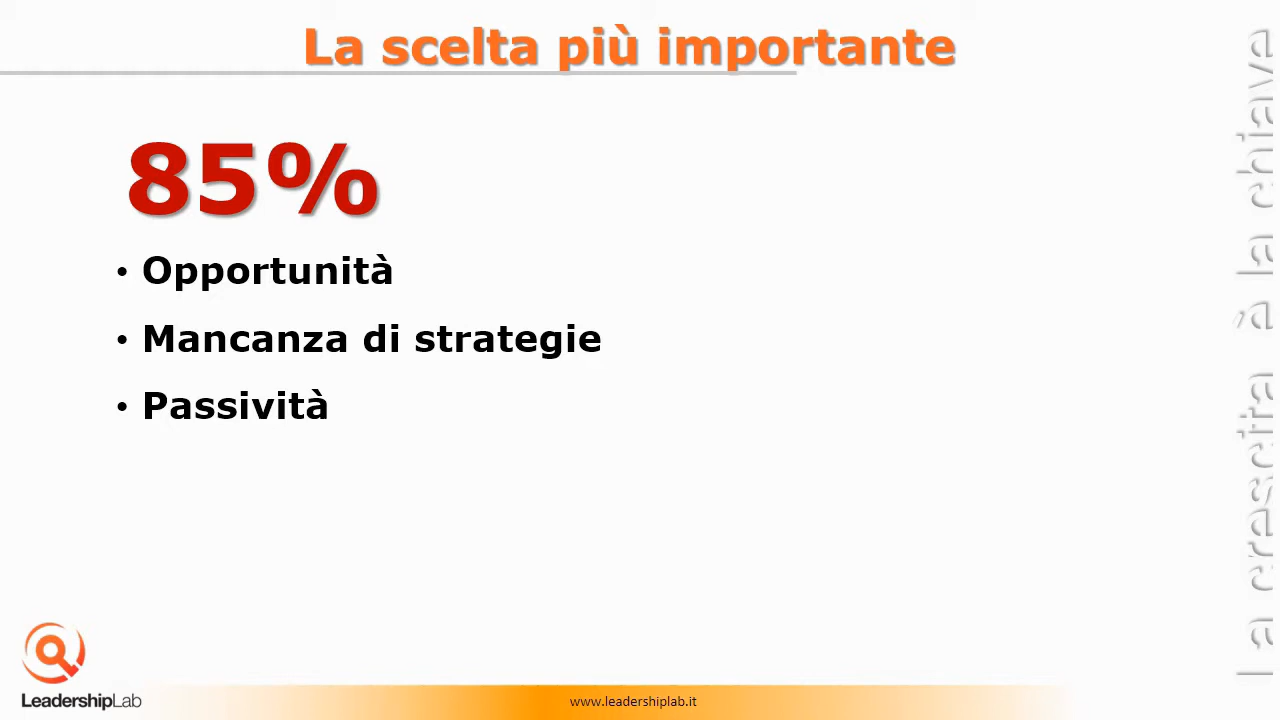 La scelta più importante
85%
• Opportunità
• Mancanza di strategie
• Passività
La crescita è la chiave
LeadershipLab
www.leadershiplab.it